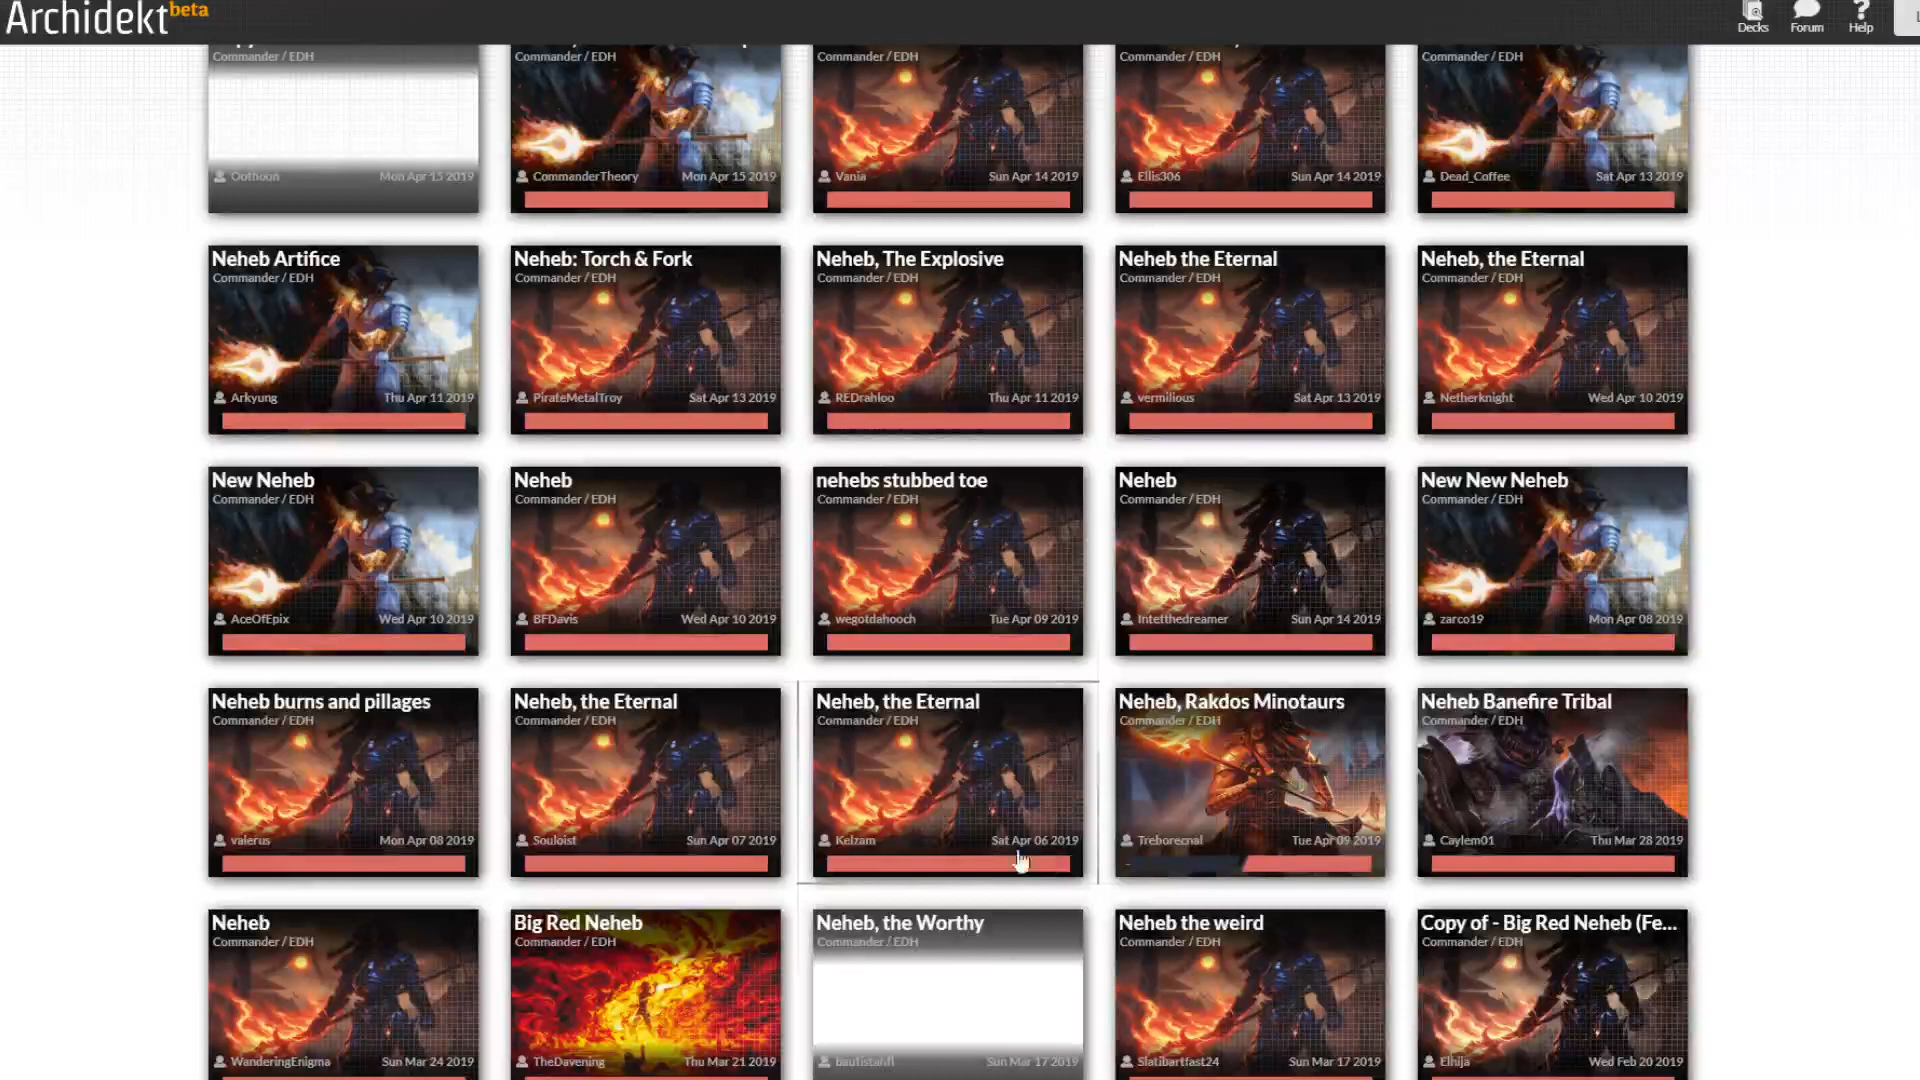 Archidekt beta
Decks Forum Help
Commander / EDH Commander / EDH Commander / EDH Commander / EDH Commander / EDH
Oothoon Mon Apr 15 2019 CommanderTheory Mon Apr 15 2019 Vania Sun Apr 14 2019 Ellis306 Sun Apr 14 2019 Dead_Coffee Sat Apr 13 2019
Neheb Artifice Neheb: Torch & Fork Neheb, The Explosive Neheb the Eternal Neheb, the Eternal
Commander / EDH Commander / EDH Commander / EDH Commander / EDH Commander / EDH
Arkyung Thu Apr 11 2019 PirateMetalTroy Sat Apr 13 2019 REDrahloo Thu Apr 11 2019 vermilious Sat Apr 13 2019 Netherknight Wed Apr 10 2019
New Neheb Neheb nehebs stubbed toe Neheb New New Neheb
Commander / EDH Commander / EDH Commander / EDH Commander / EDH Commander / EDH
AceOfEpix Wed Apr 10 2019 BFDavis Wed Apr 10 2019 wegotdahooch Tue Apr 09 2019 Intetthedreamer Sun Apr 14 2019 zarco19 Mon Apr 08 2019
Neheb burns and pillages Neheb, the Eternal Neheb, the Eternal Neheb, Rakdos Minotaurs Neheb Banefire Tribal
Commander / EDH Commander / EDH Commander / EDH Commander / EDH Commander / EDH
valerus Mon Apr 08 2019 Souloist Sun Apr 07 2019 Kelzam Sat Apr 06 2019 Treborecnal Tue Apr 09 2019 Caylem01 Thu Mar 28 2019
Neheb Big Red Neheb Neheb, the Worthy Neheb the weird Copy of - Big Red Neheb (Fe...
Commander / EDH Commander / EDH Commander / EDH Commander / EDH Commander / EDH
WanderingEnigma Sun Mar 24 2019 TheDavening Thu Mar 21 2019 Sun Mar 17 2019 Slatibartfast24 Sun Mar 17 2019 Elhija Wed Feb 20 2019